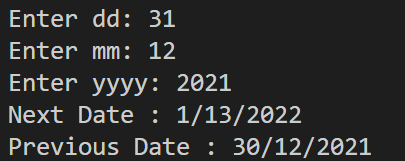 Enter dd: 31
Enter mm: 12
Enter yyyy: 2021
Next Date : 1/13/2022
Previous Date : 30/12/2021